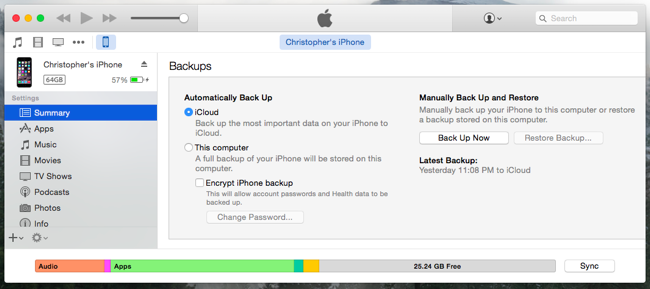 Search
Christopher's iPhone
Christopher's iPhone
64GB
57%
Settings
Summary
Apps
Music
Movies
TV Shows
Podcasts
Photos
Info
Backups
Automatically Back Up
iCloud
Back up the most important data on your iPhone to
iCloud.
This computer
A full backup of your iPhone will be stored on this
computer.
Encrypt iPhone backup
This will allow account passwords and Health data to be
backed up.
Change Password...
Manually Back Up and Restore
Manually back up your iPhone to this computer or restore
a backup stored on this computer.
Back Up Now
Restore Backup...
Latest Backup:
Yesterday 11:08 PM to iCloud
Audio
Apps
25.24 GB Free
Sync